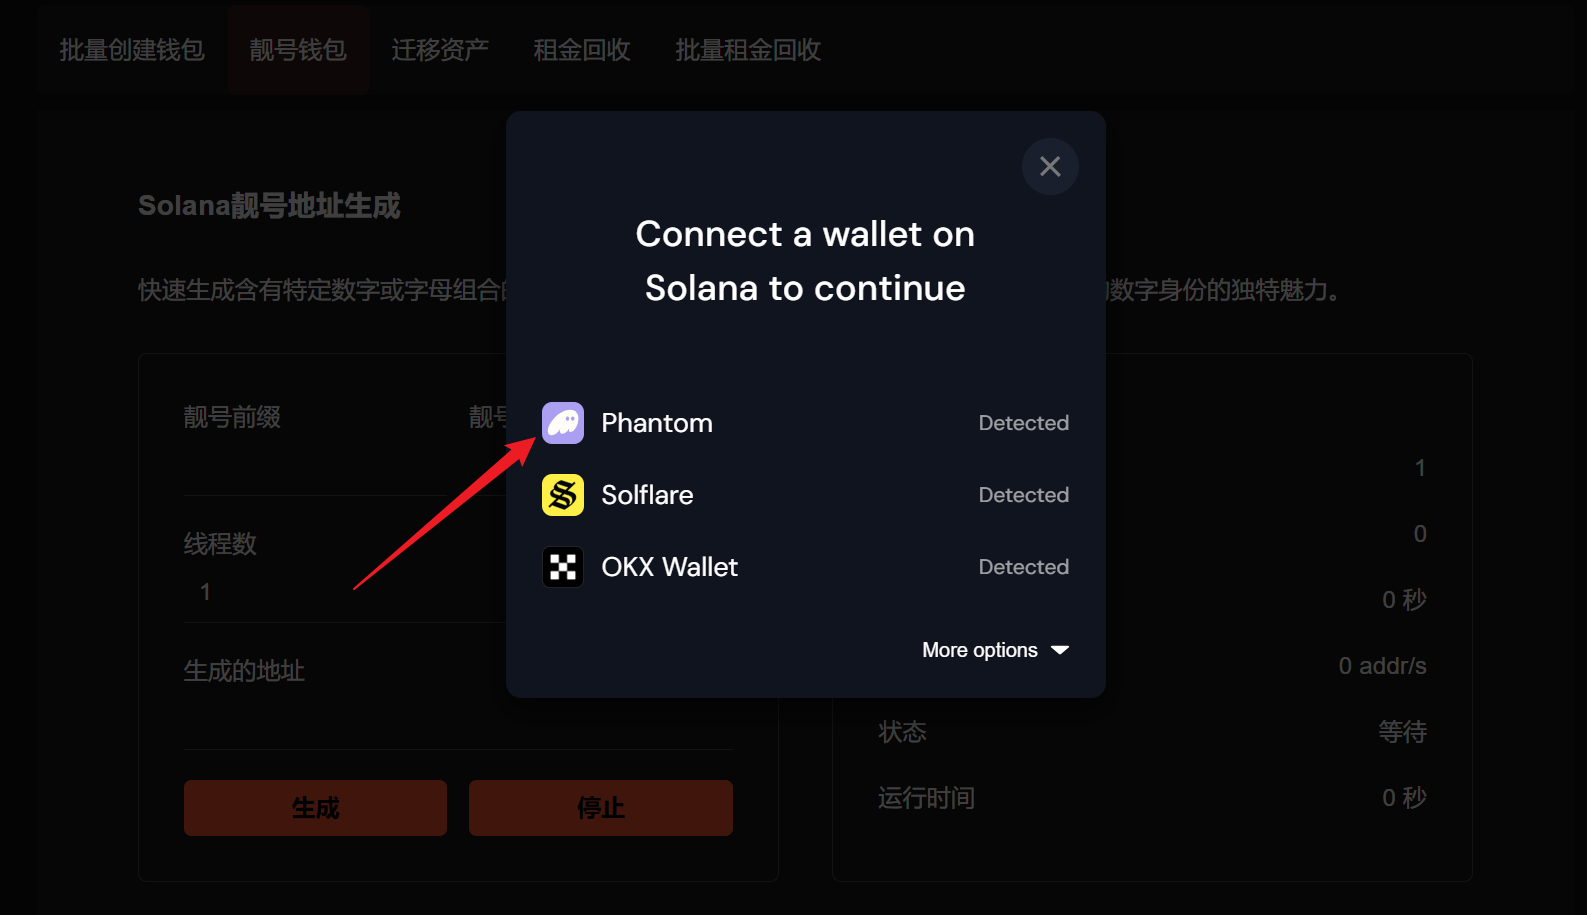 批量创建钱包 靓号钱包 迁移资产 租金回收 批量租金回收
Solana靓号地址生成
快速生成含有特定数字或字母组合的
数字身份的独特魅力。
Connect a wallet on
Solana to continue
Phantom Detected
Solflare Detected
OKX Wallet Detected
More options
靓号前缀 靓号
线程数
1
生成的地址
生成 停止
1
0
0 秒
0 addr/s
状态 等待
运行时间 0 秒